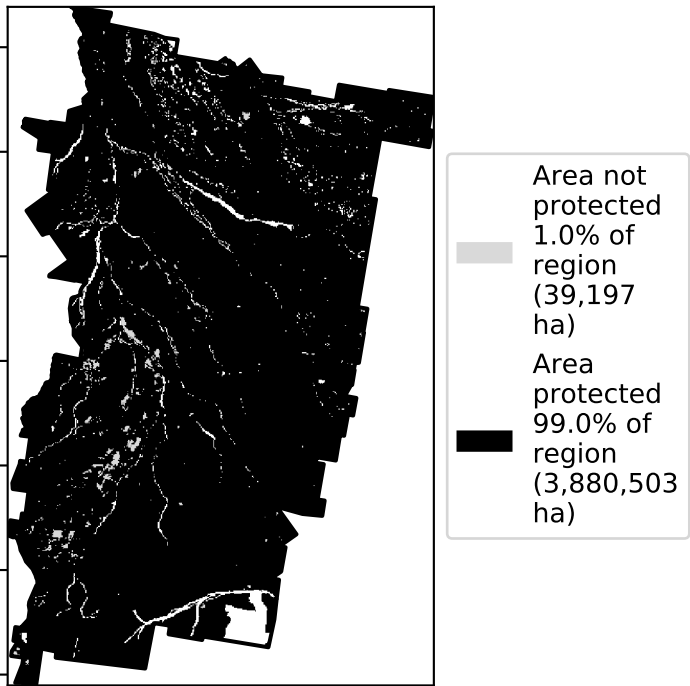 Area not
protected
1.0% of
region
(39,197
ha)
Area
protected
99.0% of
region
(3,880,503
ha)